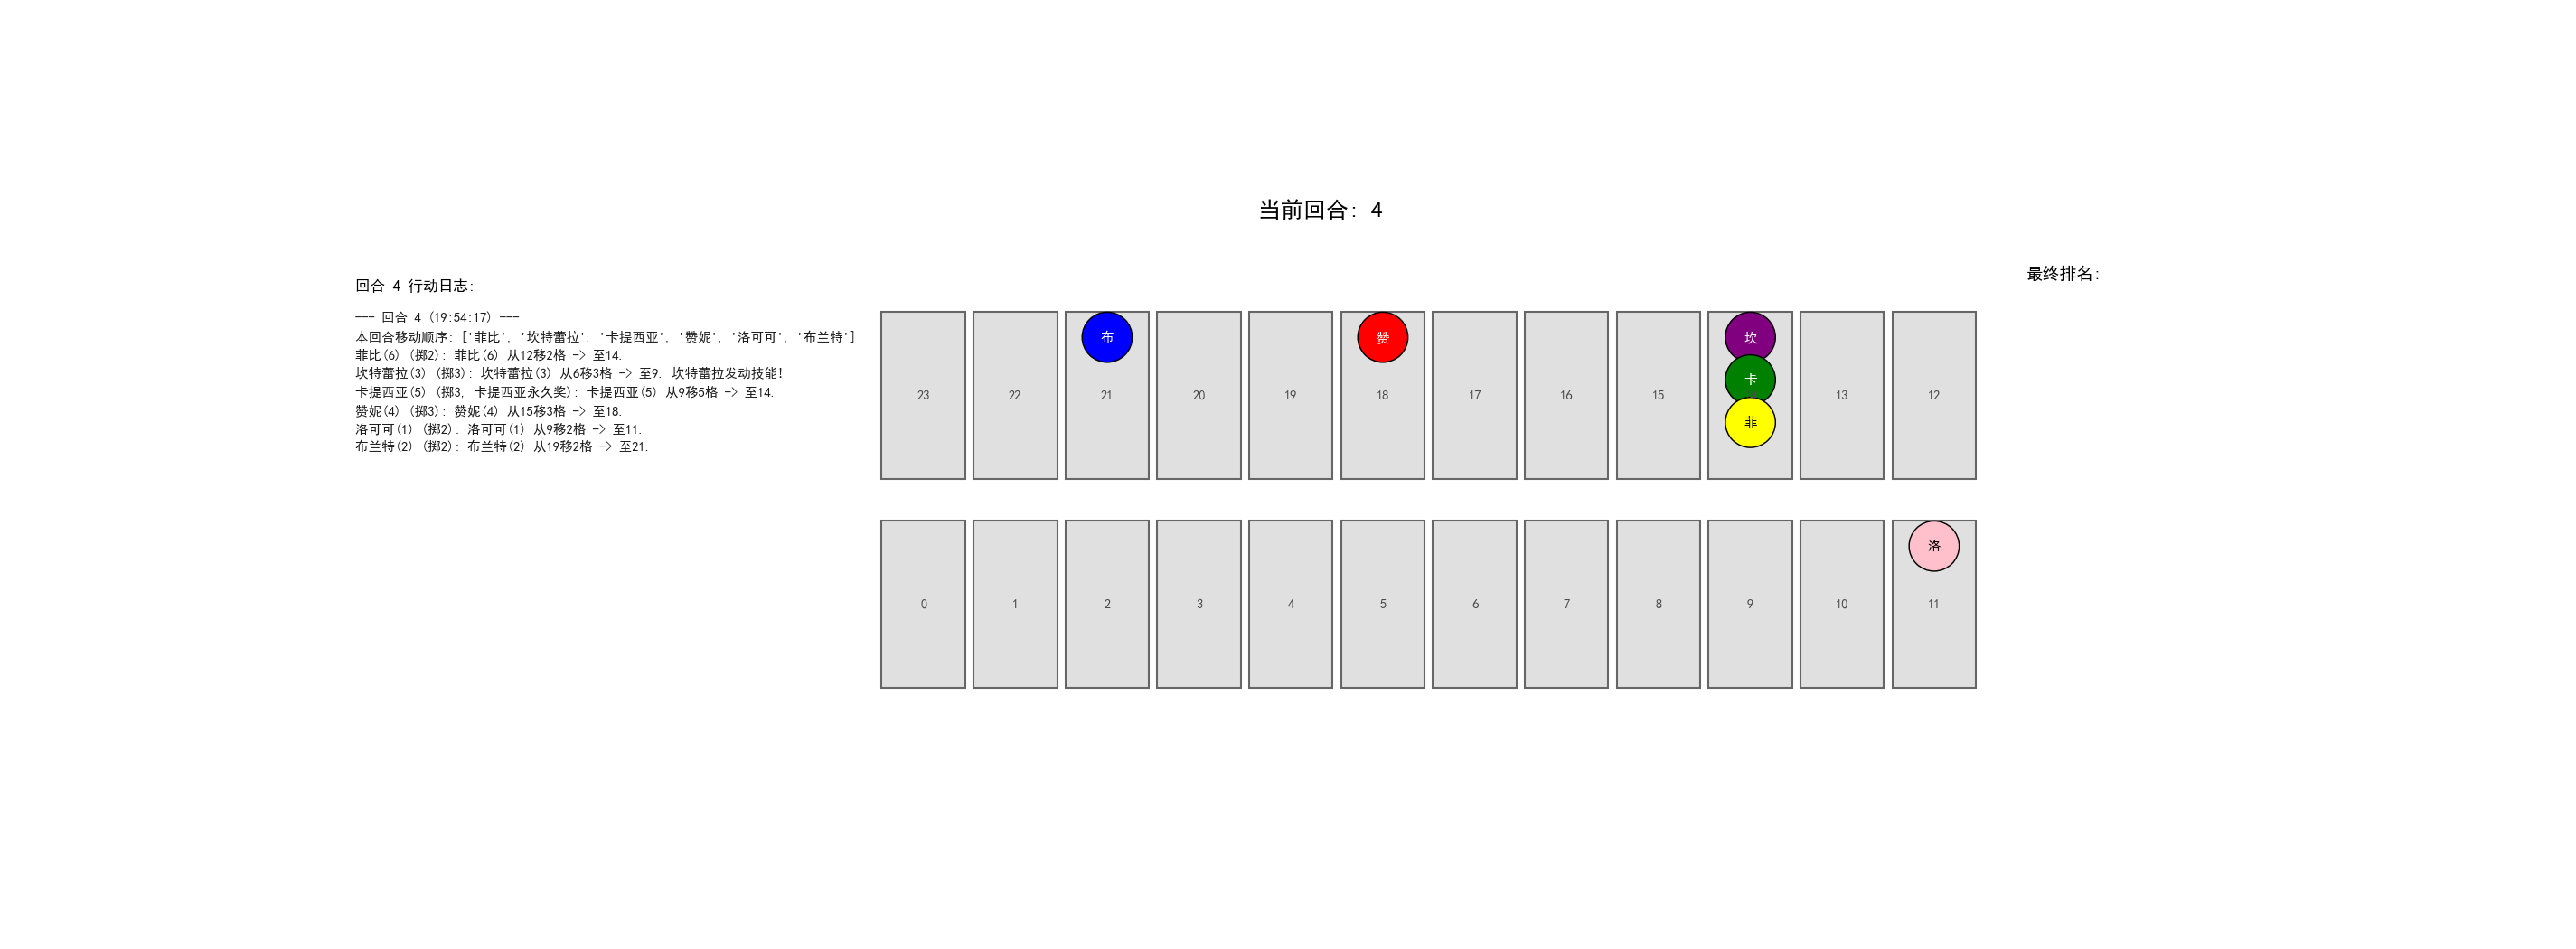 当前回合: 4
最终排名:
回合 4 行动日志:
--- 回合 4 (19:54:17) ---
本回合移动顺序: ['菲比', '坎特蕾拉', '卡提西亚', '赞妮', '洛可可', '布兰特']
菲比(6) (掷2): 菲比(6) 从12移2格 -> 至14.
坎特蕾拉(3) (掷3): 坎特蕾拉(3) 从6移3格 -> 至9. 坎特蕾拉发动技能!
卡提西亚(5) (掷3, 卡提西亚永久奖): 卡提西亚(5) 从9移5格 -> 至14.
赞妮(4) (掷3): 赞妮(4) 从15移3格 -> 至18.
洛可可(1) (掷2): 洛可可(1) 从9移2格 -> 至11.
布兰特(2) (掷2): 布兰特(2) 从19移2格 -> 至21.
布 赞 坎
卡
23 22 21 20 19 18 17 16 15 13 12
菲
洛
0 1 2 3 4 5 6 7 8 9 10 11